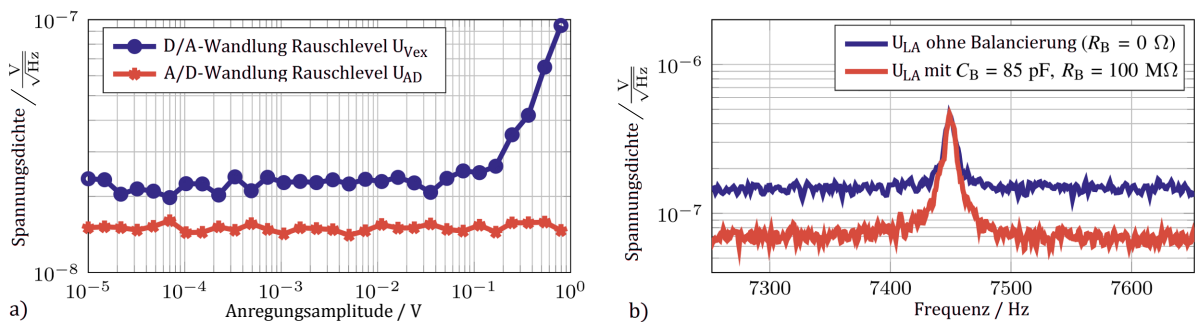 10⁻⁷
10⁻⁸
Spannungsdichte / V/√Hz
D/A-Wandlung Rauschlevel U_Vex
A/D-Wandlung Rauschlevel U_AD
10⁻⁵ 10⁻⁴ 10⁻³ 10⁻² 10⁻¹ 10⁰
Anregungsamplitude / V
a)
10⁻⁶
10⁻⁷
Spannungsdichte / V/√Hz
U_LA ohne Balancierung (R_B = 0 Ω)
U_LA mit C_B = 85 pF, R_B = 100 MΩ
7300 7400 7500 7600
Frequenz / Hz
b)